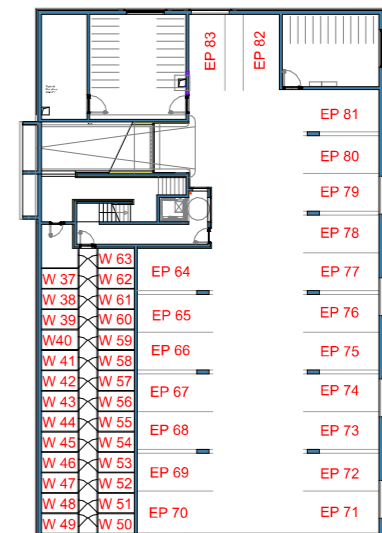 EP 83
EP 82
EP 81
EP 80
EP 79
EP 78
W 63
W 37 W 62 EP 64 EP 77
W 38 W 61
W 39 W 60 EP 65 EP 76
W40 W 59
W 41 W 58 EP 66 EP 75
W 42 W 57
W 43 W 56 EP 67 EP 74
W 44 W 55
W 45 W 54 EP 68 EP 73
W 46 W 53
W 47 W 52 EP 69 EP 72
W 48 W 51
W 49 W 50 EP 70 EP 71